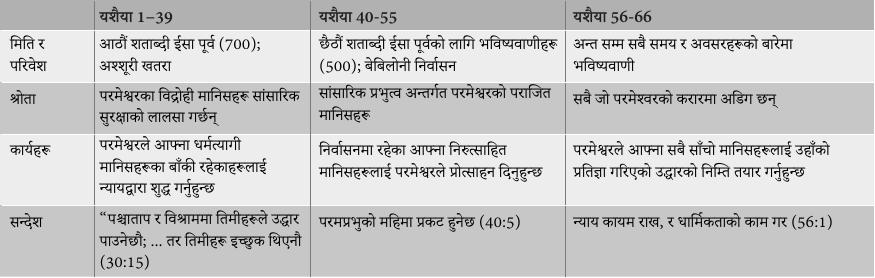 यशैया 1–39 यशैया 40-55 यशैया 56-66
मिति र परिवेश
आठौं शताब्दी ईसा पूर्व (700);
अश्शूरी खतरा
छैठौं शताब्दी ईसा पूर्वको लागि भविष्यवाणीहरू
(500); बेबिलोनी निर्वासन
अन्त सम्म सबै समय र अवसरहरूको बारेमा
भविष्यवाणी
श्रोता
परमेश्वरका विद्रोही मानिसहरू सांसारिक
सुरक्षाको लालसा गर्छन्
सांसारिक प्रभुत्व अन्तर्गत परमेश्वरको पराजित
मानिसहरू
सबै जो परमेश्वरको करारमा अडिग छन्
कार्यहरू
परमेश्वरले आफ्ना धर्मत्यागी
मानिसहरूका बाँकी रहेकाहरूलाई
न्यायद्वारा शुद्ध गर्नुहुन्छ
निर्वासनमा रहेका आफ्ना निरुत्साहित
मानिसहरूलाई परमेश्वरले प्रोत्साहन दिनुहुन्छ
परमेश्वरले आफ्ना सबै साँचो मानिसहरूलाई उहाँको
प्रतिज्ञा गरिएको उद्धारको निम्ति तयार गर्नुहुन्छ
सन्देश
“पश्चाताप र विश्राममा तिमीहरूले उद्धार
पाउनेछौ; ... तर तिमीहरू इच्छुक थिएनौ
(30:15)
परमप्रभुको महिमा प्रकट हुनेछ (40:5)
न्याय कायम राख, र धार्मिकताको काम गर (56:1)